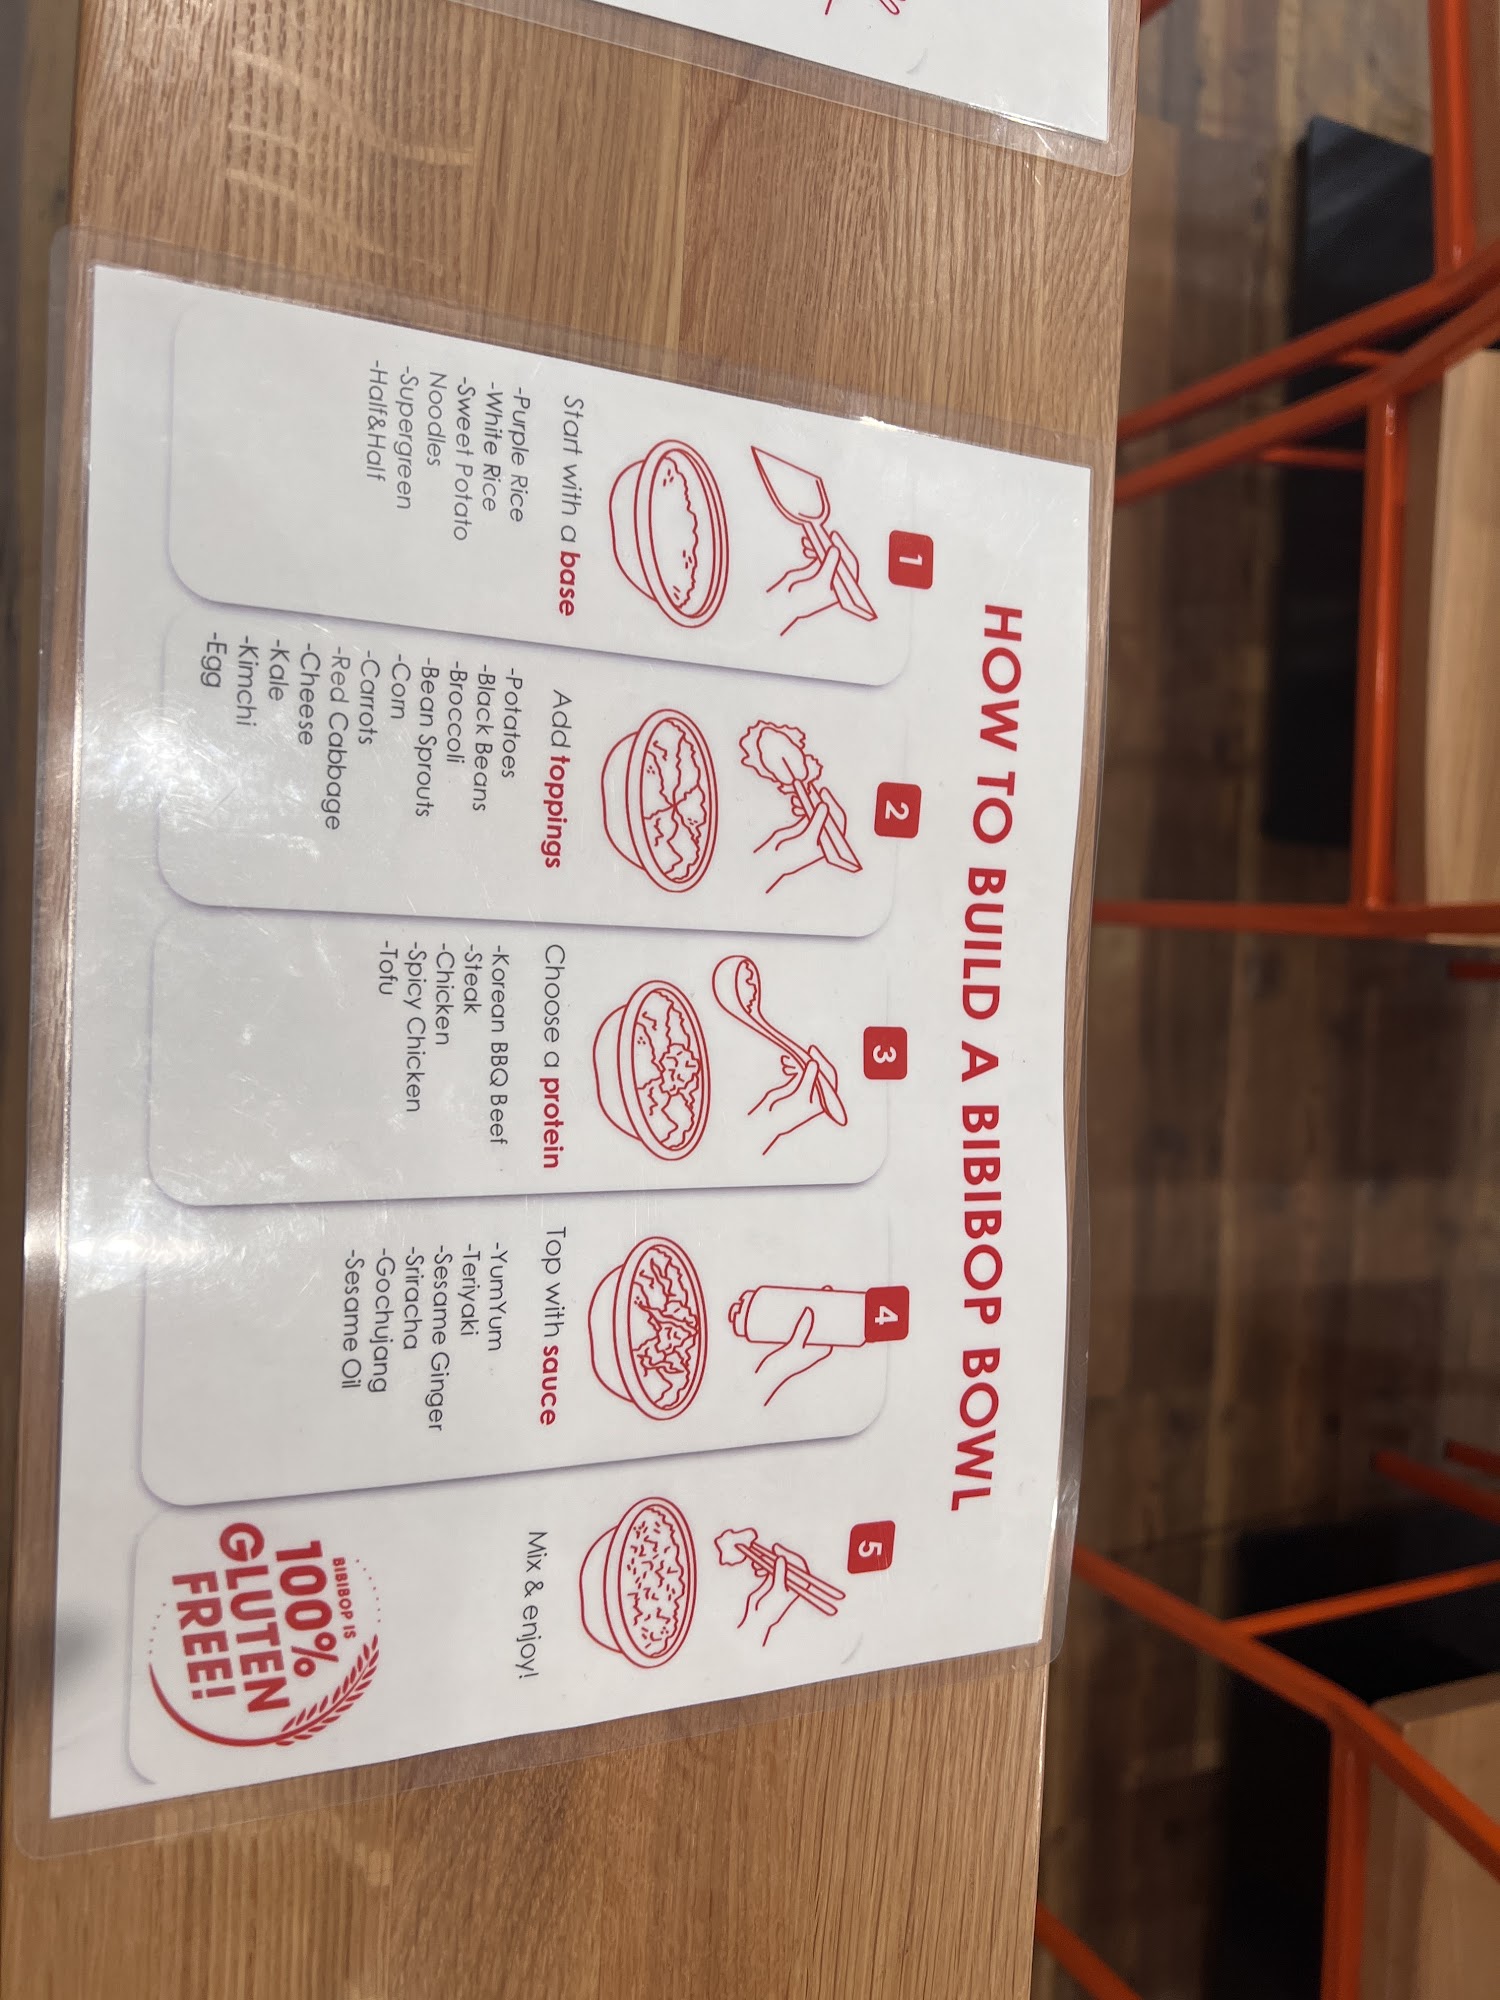 HOW TO BUILD A BIBIBOP BOWL
1
Start with a base
-Purple Rice
-White Rice
-Sweet Potato
Noodles
-Supergreen
-Half&Half
2
Add toppings
-Potatoes
-Black Beans
-Broccoli
-Bean Sprouts
-Corn
-Carrots
-Red Cabbage
-Cheese
-Kale
-Kimchi
-Egg
3
Choose a protein
-Korean BBQ Beef
-Steak
-Chicken
-Spicy Chicken
-Tofu
4
Top with sauce
-YumYum
-Teriyaki
-Sesame Ginger
-Sriracha
-Gochujang
-Sesame Oil
5
Mix & enjoy!
BIBIBOP IS
100%
GLUTEN
FREE!